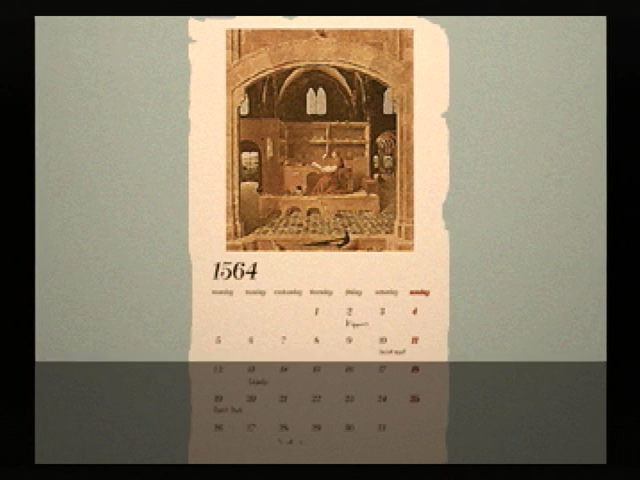 1564
monday tuesday wednesday thursday friday saturday sunday
1 2 3 4
5 6 7 8 9 10 11
12 13 14 15 16 17 18
19 20 21 22 23 24 25
26 27 28 29 30 31